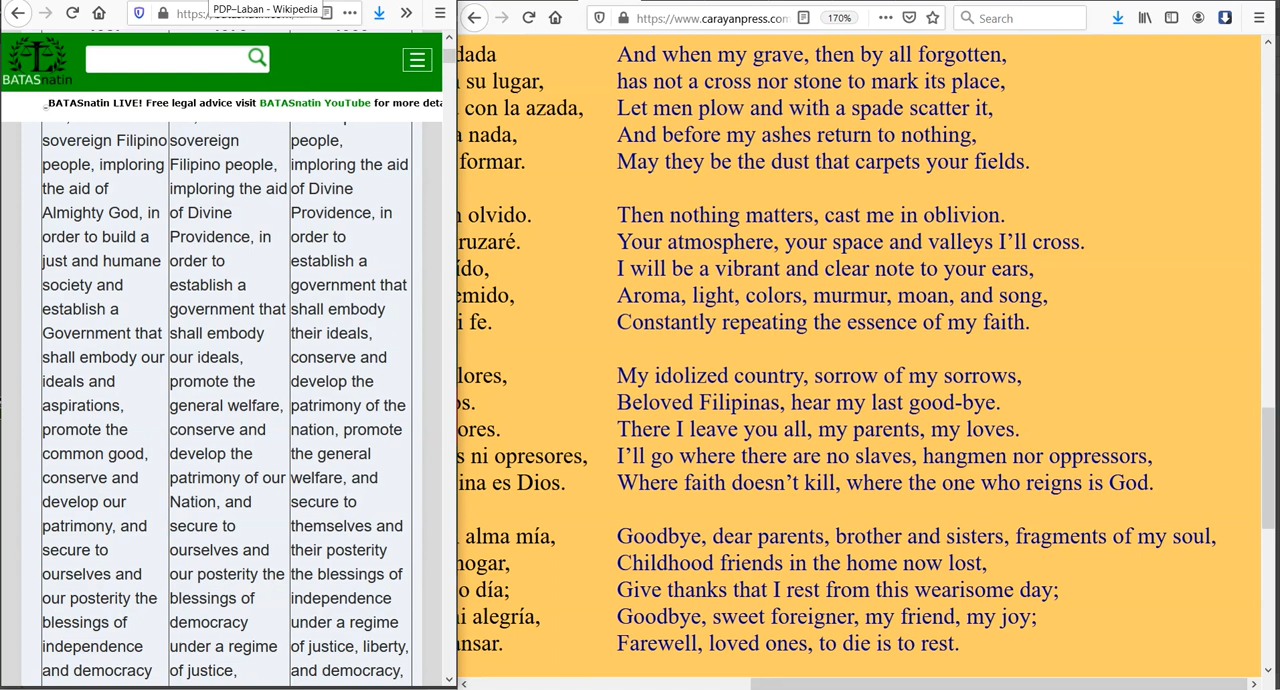 PDP–Laban - Wikipedia
https://
BATASnatin
_BATASnatin LIVE! Free legal advice visit BATASnatin YouTube for more deta
sovereign Filipino
people, imploring
the aid of
Almighty God, in
order to build a
just and humane
society and
establish a
Government that
shall embody our
ideals and
aspirations,
promote the
common good,
conserve and
develop our
patrimony, and
secure to
ourselves and
our posterity the
blessings of
independence
and democracy
sovereign
Filipino people,
imploring the aid
of Divine
Providence, in
order to
establish a
government that
shall embody
our ideals,
promote the
general welfare,
conserve and
develop the
patrimony of our
Nation, and
secure to
ourselves and
our posterity the
blessings of
democracy
under a regime
of justice,
people,
imploring the aid
of Divine
Providence, in
order to
establish a
government that
shall embody
their ideals,
conserve and
develop the
patrimony of the
nation, promote
the general
welfare, and
secure to
themselves and
their posterity
the blessings of
independence
under a regime
of justice, liberty,
and democracy,
https://www.carayanpress.com
170%
Search
dada
su lugar,
con la azada,
a nada,
formar.
olvido.
ruzaré.
ído,
emido,
i fe.
lores,
os.
ores.
s ni opresores,
ina es Dios.
alma mía,
hogar,
o día;
i alegría,
ansar.
And when my grave, then by all forgotten,
has not a cross nor stone to mark its place,
Let men plow and with a spade scatter it,
And before my ashes return to nothing,
May they be the dust that carpets your fields.
Then nothing matters, cast me in oblivion.
Your atmosphere, your space and valleys I’ll cross.
I will be a vibrant and clear note to your ears,
Aroma, light, colors, murmur, moan, and song,
Constantly repeating the essence of my faith.
My idolized country, sorrow of my sorrows,
Beloved Filipinas, hear my last good-bye.
There I leave you all, my parents, my loves.
I’ll go where there are no slaves, hangmen nor oppressors,
Where faith doesn’t kill, where the one who reigns is God.
Goodbye, dear parents, brother and sisters, fragments of my soul,
Childhood friends in the home now lost,
Give thanks that I rest from this wearisome day;
Goodbye, sweet foreigner, my friend, my joy;
Farewell, loved ones, to die is to rest.